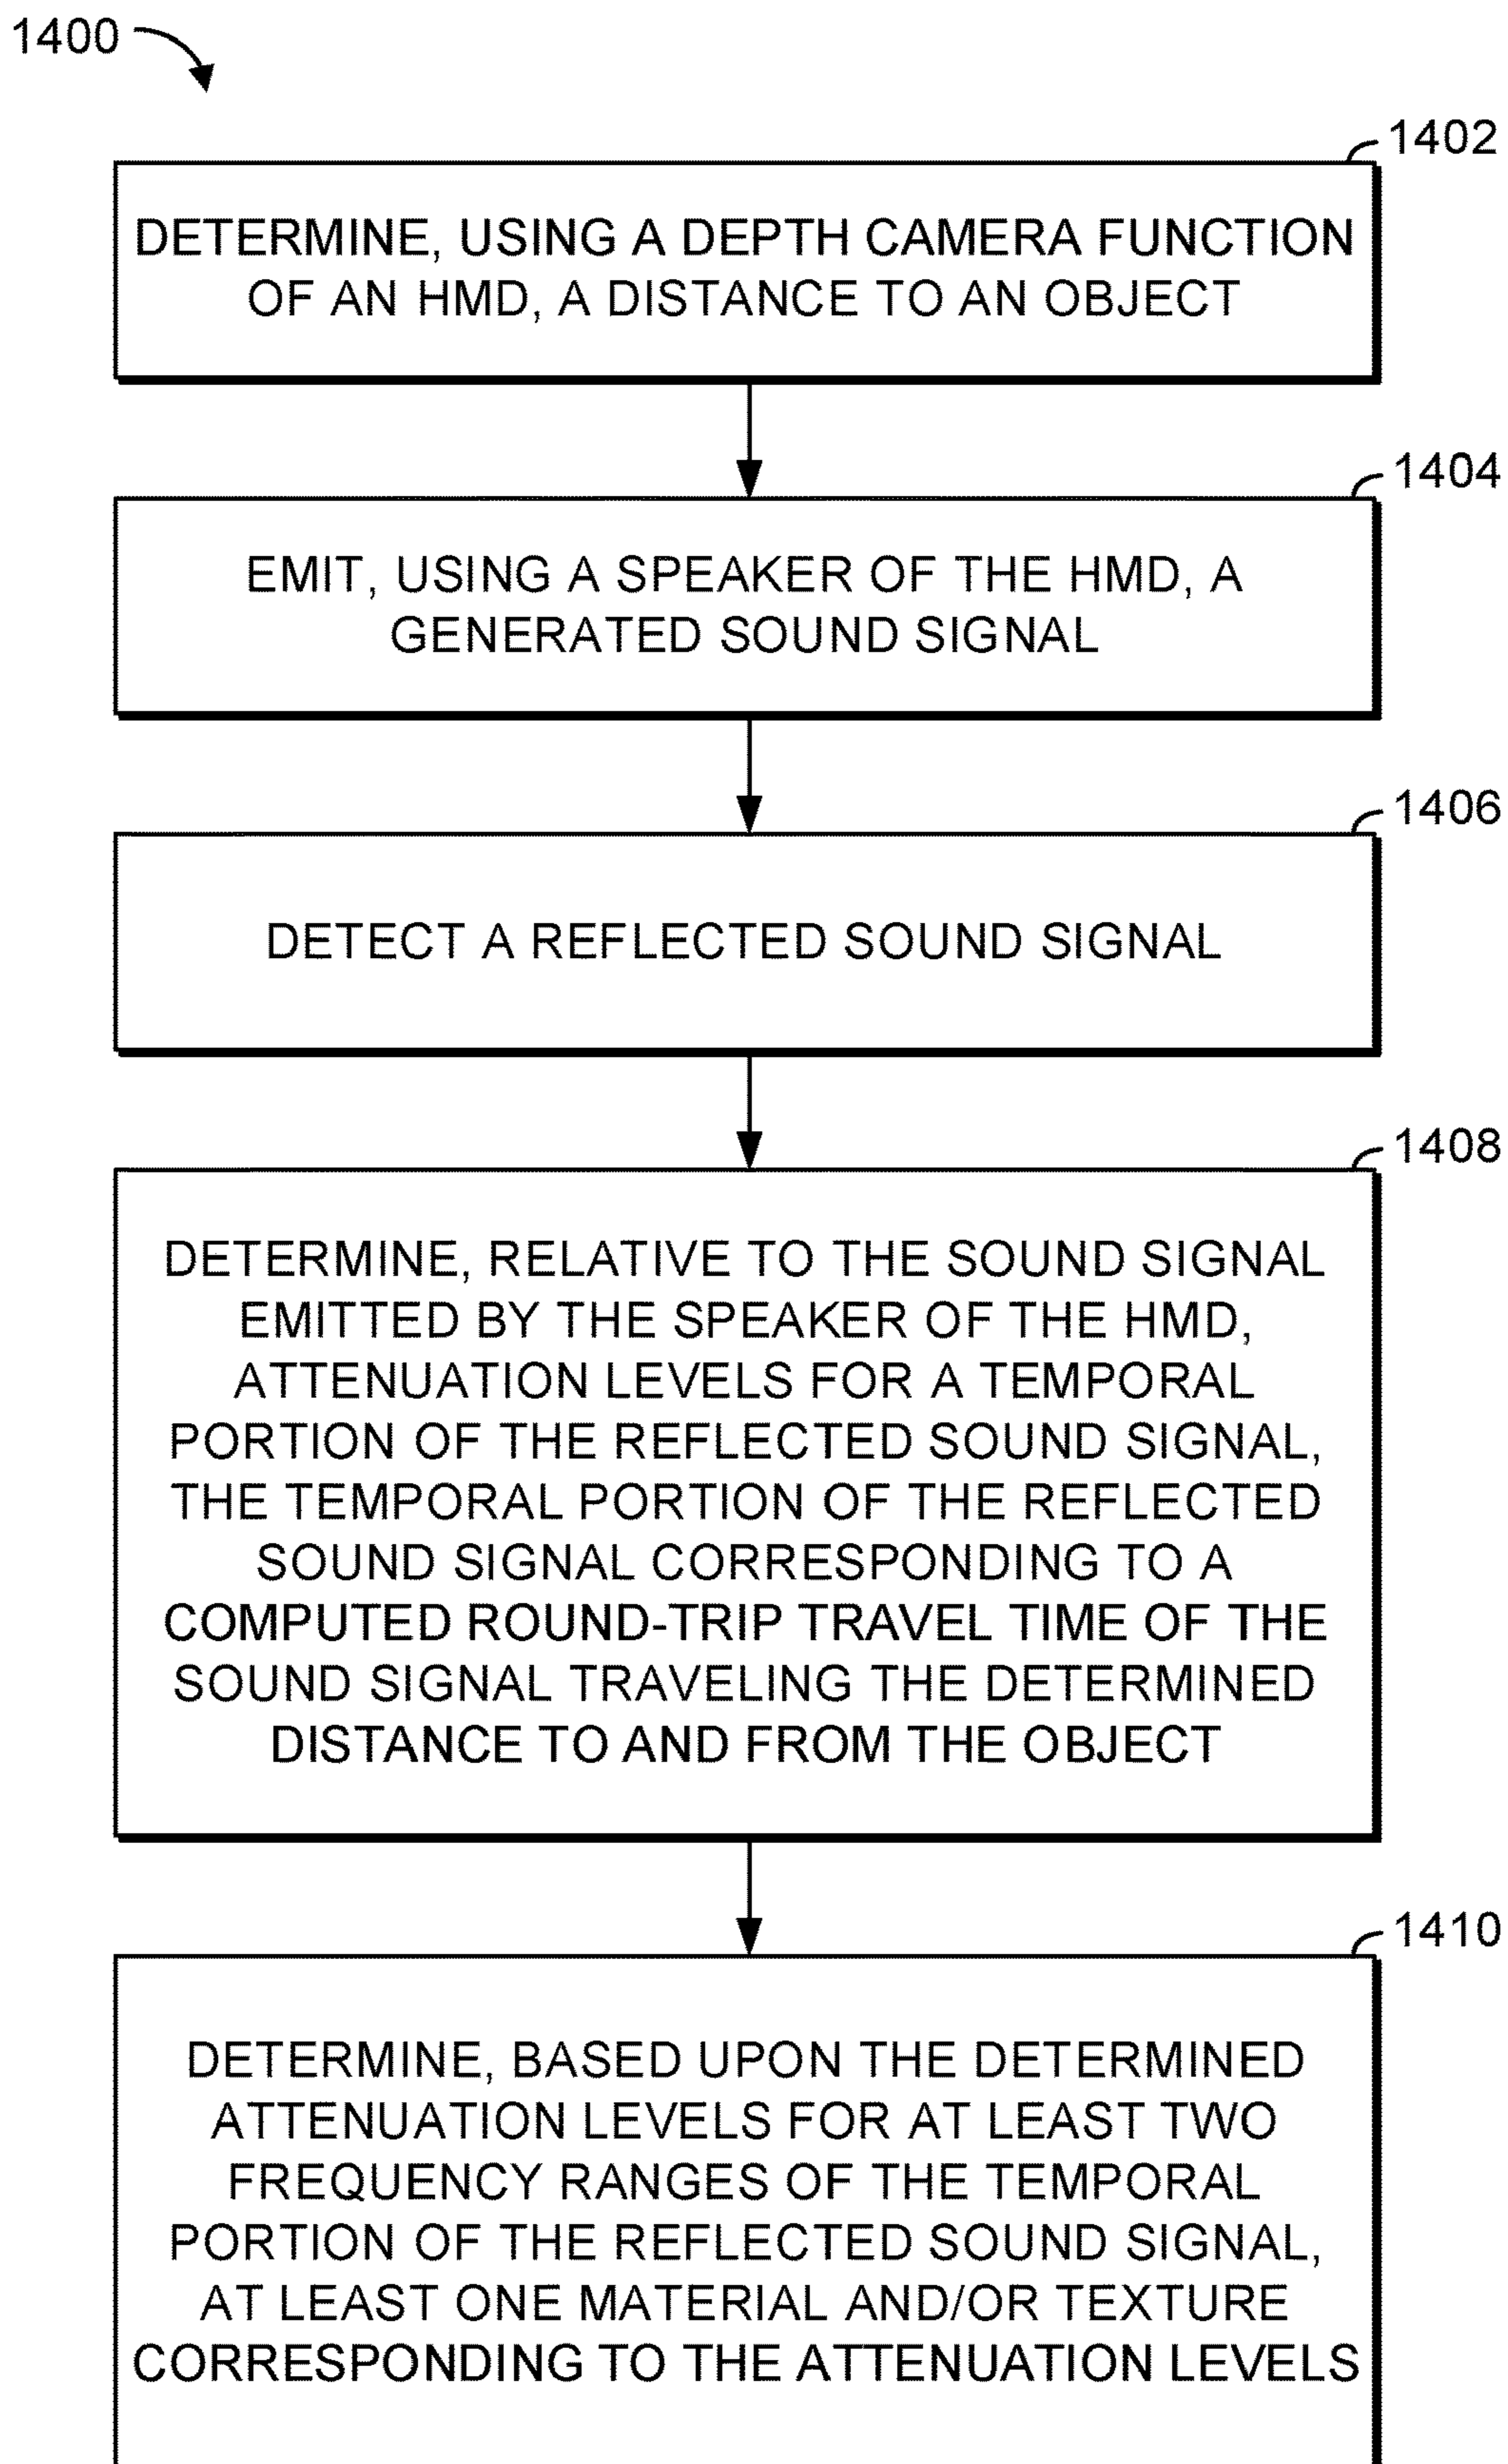 1400
1402
DETERMINE, USING A DEPTH CAMERA FUNCTION
OF AN HMD, A DISTANCE TO AN OBJECT
1404
EMIT, USING A SPEAKER OF THE HMD, A
GENERATED SOUND SIGNAL
1406
DETECT A REFLECTED SOUND SIGNAL
1408
DETERMINE, RELATIVE TO THE SOUND SIGNAL
EMITTED BY THE SPEAKER OF THE HMD,
ATTENUATION LEVELS FOR A TEMPORAL
PORTION OF THE REFLECTED SOUND SIGNAL,
THE TEMPORAL PORTION OF THE REFLECTED
SOUND SIGNAL CORRESPONDING TO A
COMPUTED ROUND-TRIP TRAVEL TIME OF THE
SOUND SIGNAL TRAVELING THE DETERMINED
DISTANCE TO AND FROM THE OBJECT
1410
DETERMINE, BASED UPON THE DETERMINED
ATTENUATION LEVELS FOR AT LEAST TWO
FREQUENCY RANGES OF THE TEMPORAL
PORTION OF THE REFLECTED SOUND SIGNAL,
AT LEAST ONE MATERIAL AND/OR TEXTURE
CORRESPONDING TO THE ATTENUATION LEVELS